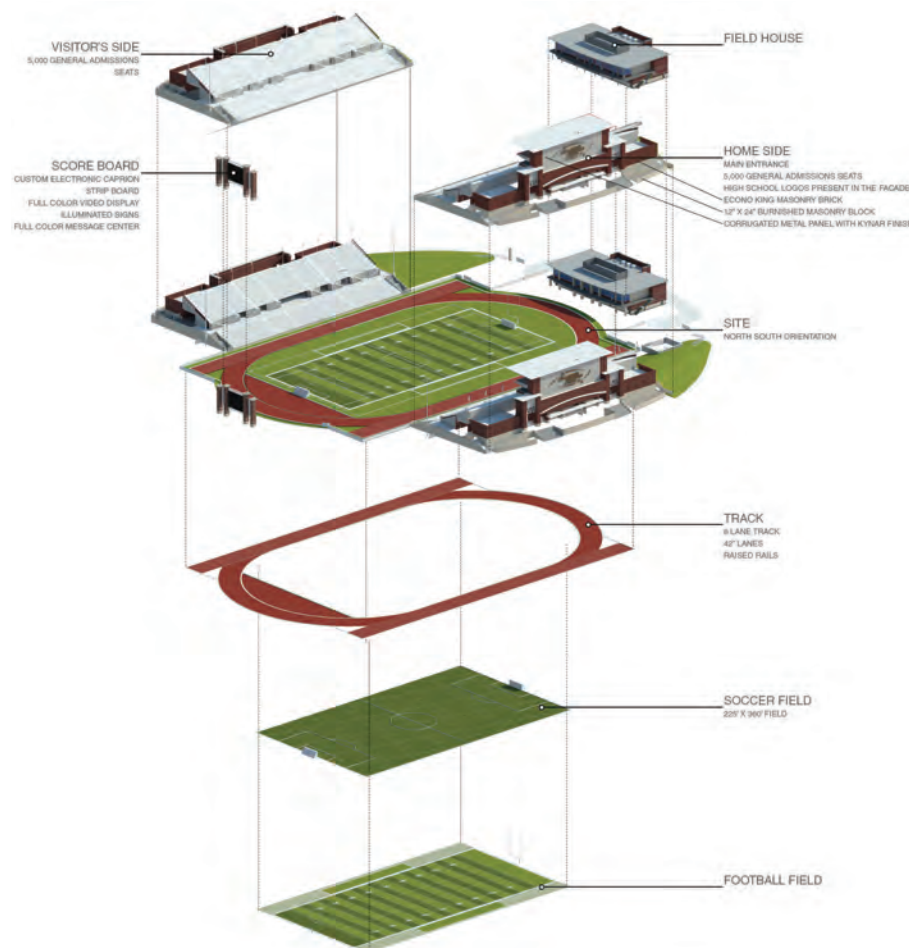 VISITOR'S SIDE
5,000 GENERAL ADMISSIONS
SEATS
FIELD HOUSE
SCORE BOARD
CUSTOM ELECTRONIC CAPRION
STRIP BOARD
FULL COLOR VIDEO DISPLAY
ILLUMINATED SIGNS
FULL COLOR MESSAGE CENTER
HOME SIDE
MAIN ENTRANCE
5,000 GENERAL ADMISSIONS SEATS
HIGH SCHOOL LOGOS PRESENT IN THE FACADE
ECONO KING MASONRY BRICK
12" X 24" BURNISHED MASONRY BLOCK
CORRUGATED METAL PANEL WITH KYNAR FINISH
SITE
NORTH SOUTH ORIENTATION
TRACK
8 LANE TRACK
42" LANES
RAISED RAILS
SOCCER FIELD
225' X 360' FIELD
FOOTBALL FIELD